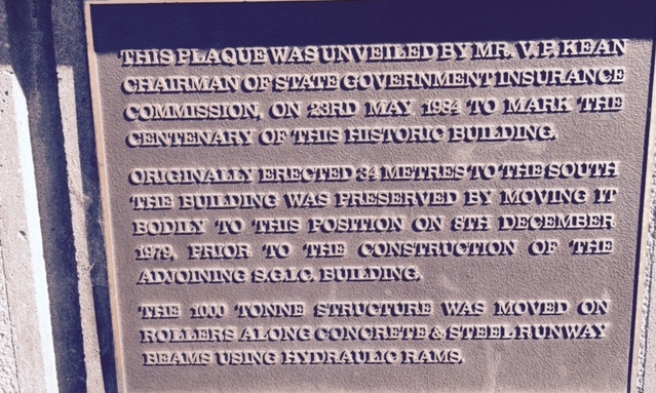 THIS PLAQUE WAS UNVEILED BY MR. V. P. KEAN
CHAIRMAN OF STATE GOVERNMENT INSURANCE
COMMISSION, ON 23RD MAY 1984 TO MARK THE
CENTENARY OF THIS HISTORIC BUILDING.
ORIGINALLY ERECTED 34 METRES TO THE SOUTH
THE BUILDING WAS PRESERVED BY MOVING IT
BODILY TO THIS POSITION ON 8TH DECEMBER
1979, PRIOR TO THE CONSTRUCTION OF THE
ADJOINING S.G.I.C. BUILDING.
THE 1000 TONNE STRUCTURE WAS MOVED ON
ROLLERS ALONG CONCRETE & STEEL RUNWAY
BEAMS USING HYDRAULIC RAMS.